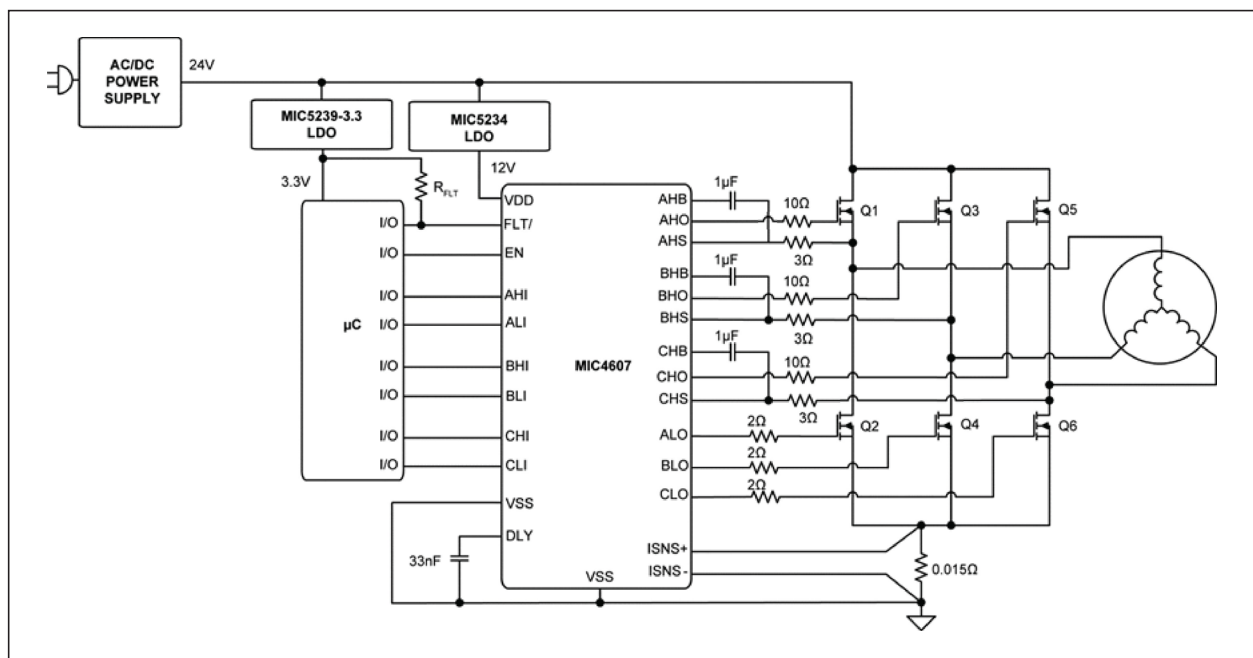 AC/DC
POWER
SUPPLY
24V
MIC5239-3.3
LDO
MIC5234
LDO
3.3V
R_FLT
12V
µC
I/O
I/O
I/O
I/O
I/O
I/O
I/O
I/O
VDD
FLT/
EN
AHI
ALI
BHI
BLI
CHI
CLI
VSS
DLY
33nF
MIC4607
VSS
AHB
AHO
AHS
BHB
BHO
BHS
CHB
CHO
CHS
ALO
BLO
CLO
ISNS+
ISNS-
1µF
10Ω
3Ω
1µF
10Ω
3Ω
1µF
10Ω
3Ω
2Ω
2Ω
2Ω
Q1
Q3
Q5
Q2
Q4
Q6
0.015Ω